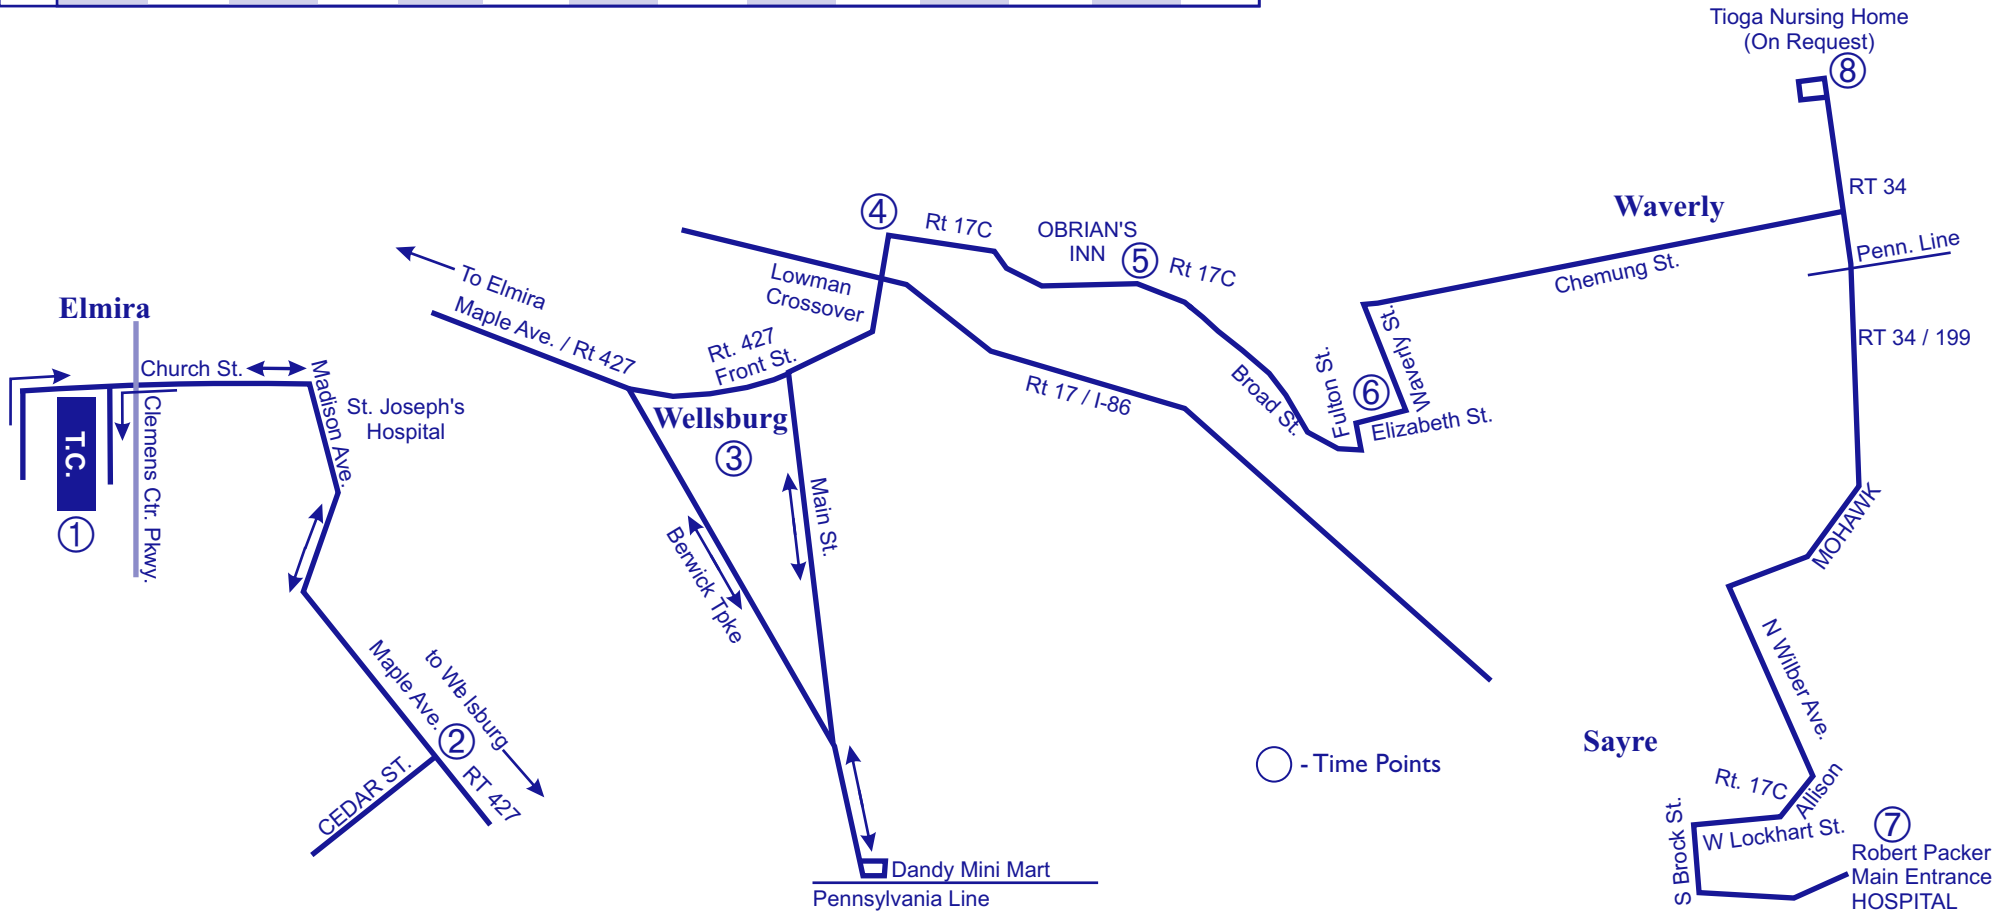 Tioga Nursing Home
(On Request)
8
RT 34
Waverly
Penn. Line
Chemung St.
RT 34 / 199
4
Rt 17C
OBRIAN'S
INN
5
Rt 17C
Lowman
Crossover
To Elmira
Maple Ave. / Rt 427
Rt. 427
Front St.
Rt 17 / I-86
Broad St.
Fulton St.
6
Waverly St.
Elizabeth St.
Elmira
Church St.
Madison Ave.
St. Joseph's
Hospital
T.C.
1
Clemens Ctr. Pkwy.
Wellsburg
3
Main St.
Berwick Tpke
MOHAWK
N Wilber Ave.
Maple Ave.
to We lsburg
2
CEDAR ST.
RT 427
- Time Points
Sayre
Rt. 17C
Allison
S Brock St.
W Lockhart St.
7
Robert Packer
Main Entrance
HOSPITAL
Dandy Mini Mart
Pennsylvania Line